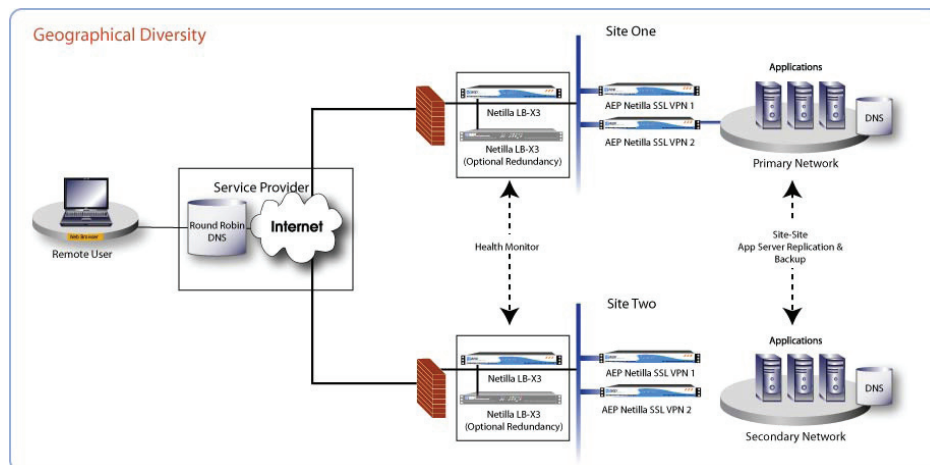 Geographical Diversity
Site One
Applications
Netilla LB-X3
AEP Netilla SSL VPN 1
DNS
Netilla LB-X3
(Optional Redundancy)
AEP Netilla SSL VPN 2
Primary Network
Service Provider
Round Robin
DNS
Internet
Web Browser
Remote User
Health Monitor
Site-Site
App Server Replication &
Backup
Site Two
Applications
Netilla LB-X3
AEP Netilla SSL VPN 1
DNS
Netilla LB-X3
(Optional Redundancy)
AEP Netilla SSL VPN 2
Secondary Network